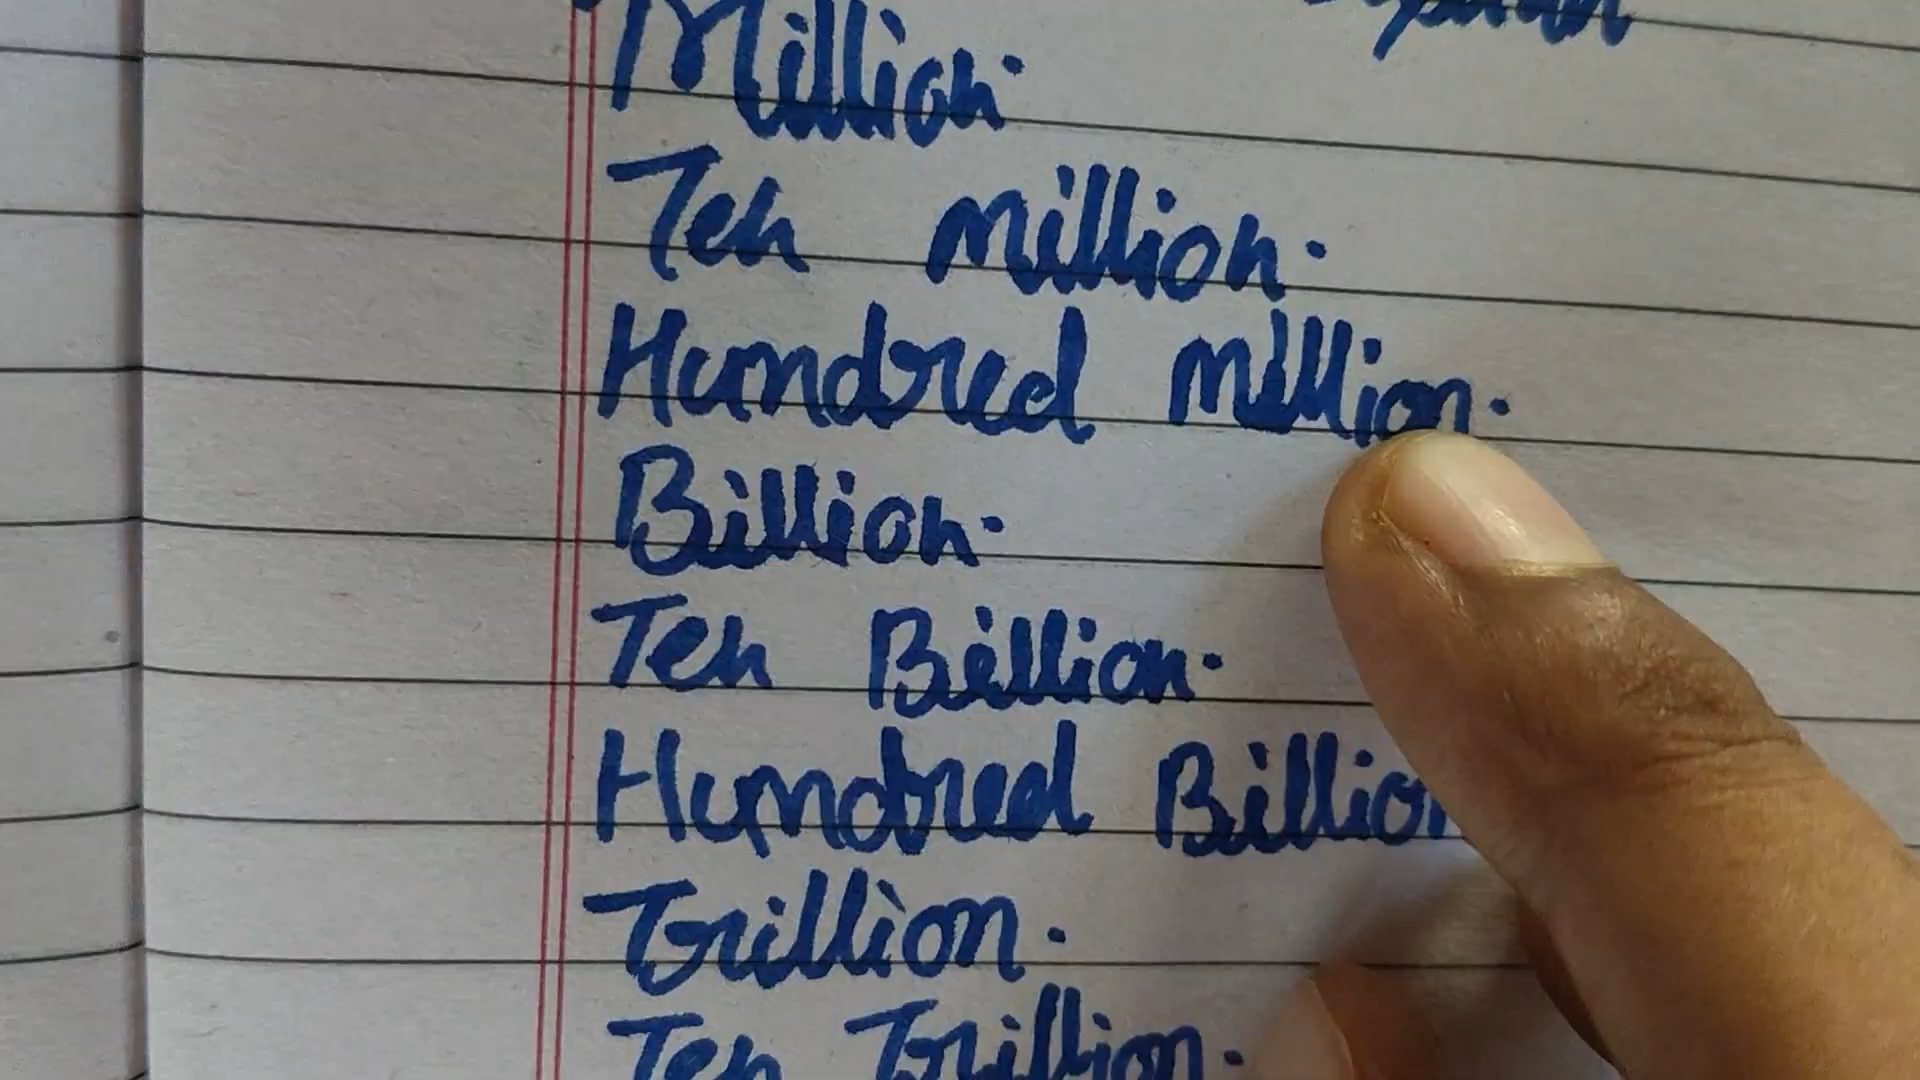 Million.
Ten million.
Hundred million.
Billion.
Ten Billion.
Hundred Billion
Trillion.
Ten Trillion.